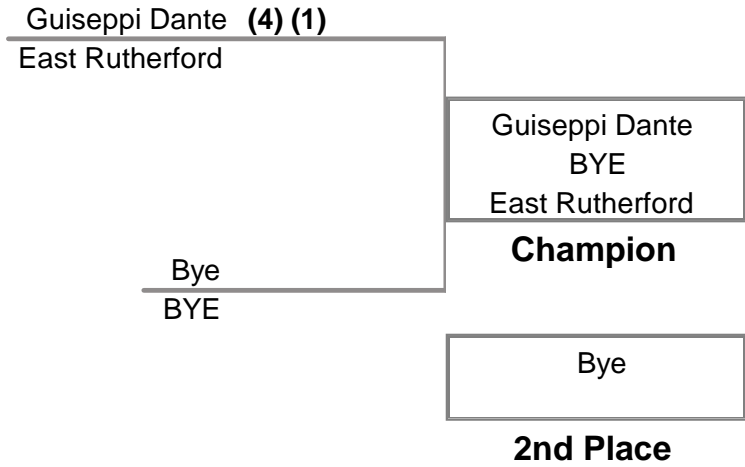 Guiseppi Dante (4) (1)
East Rutherford
Guiseppi Dante
BYE
East Rutherford
Champion
Bye
BYE
Bye
2nd Place